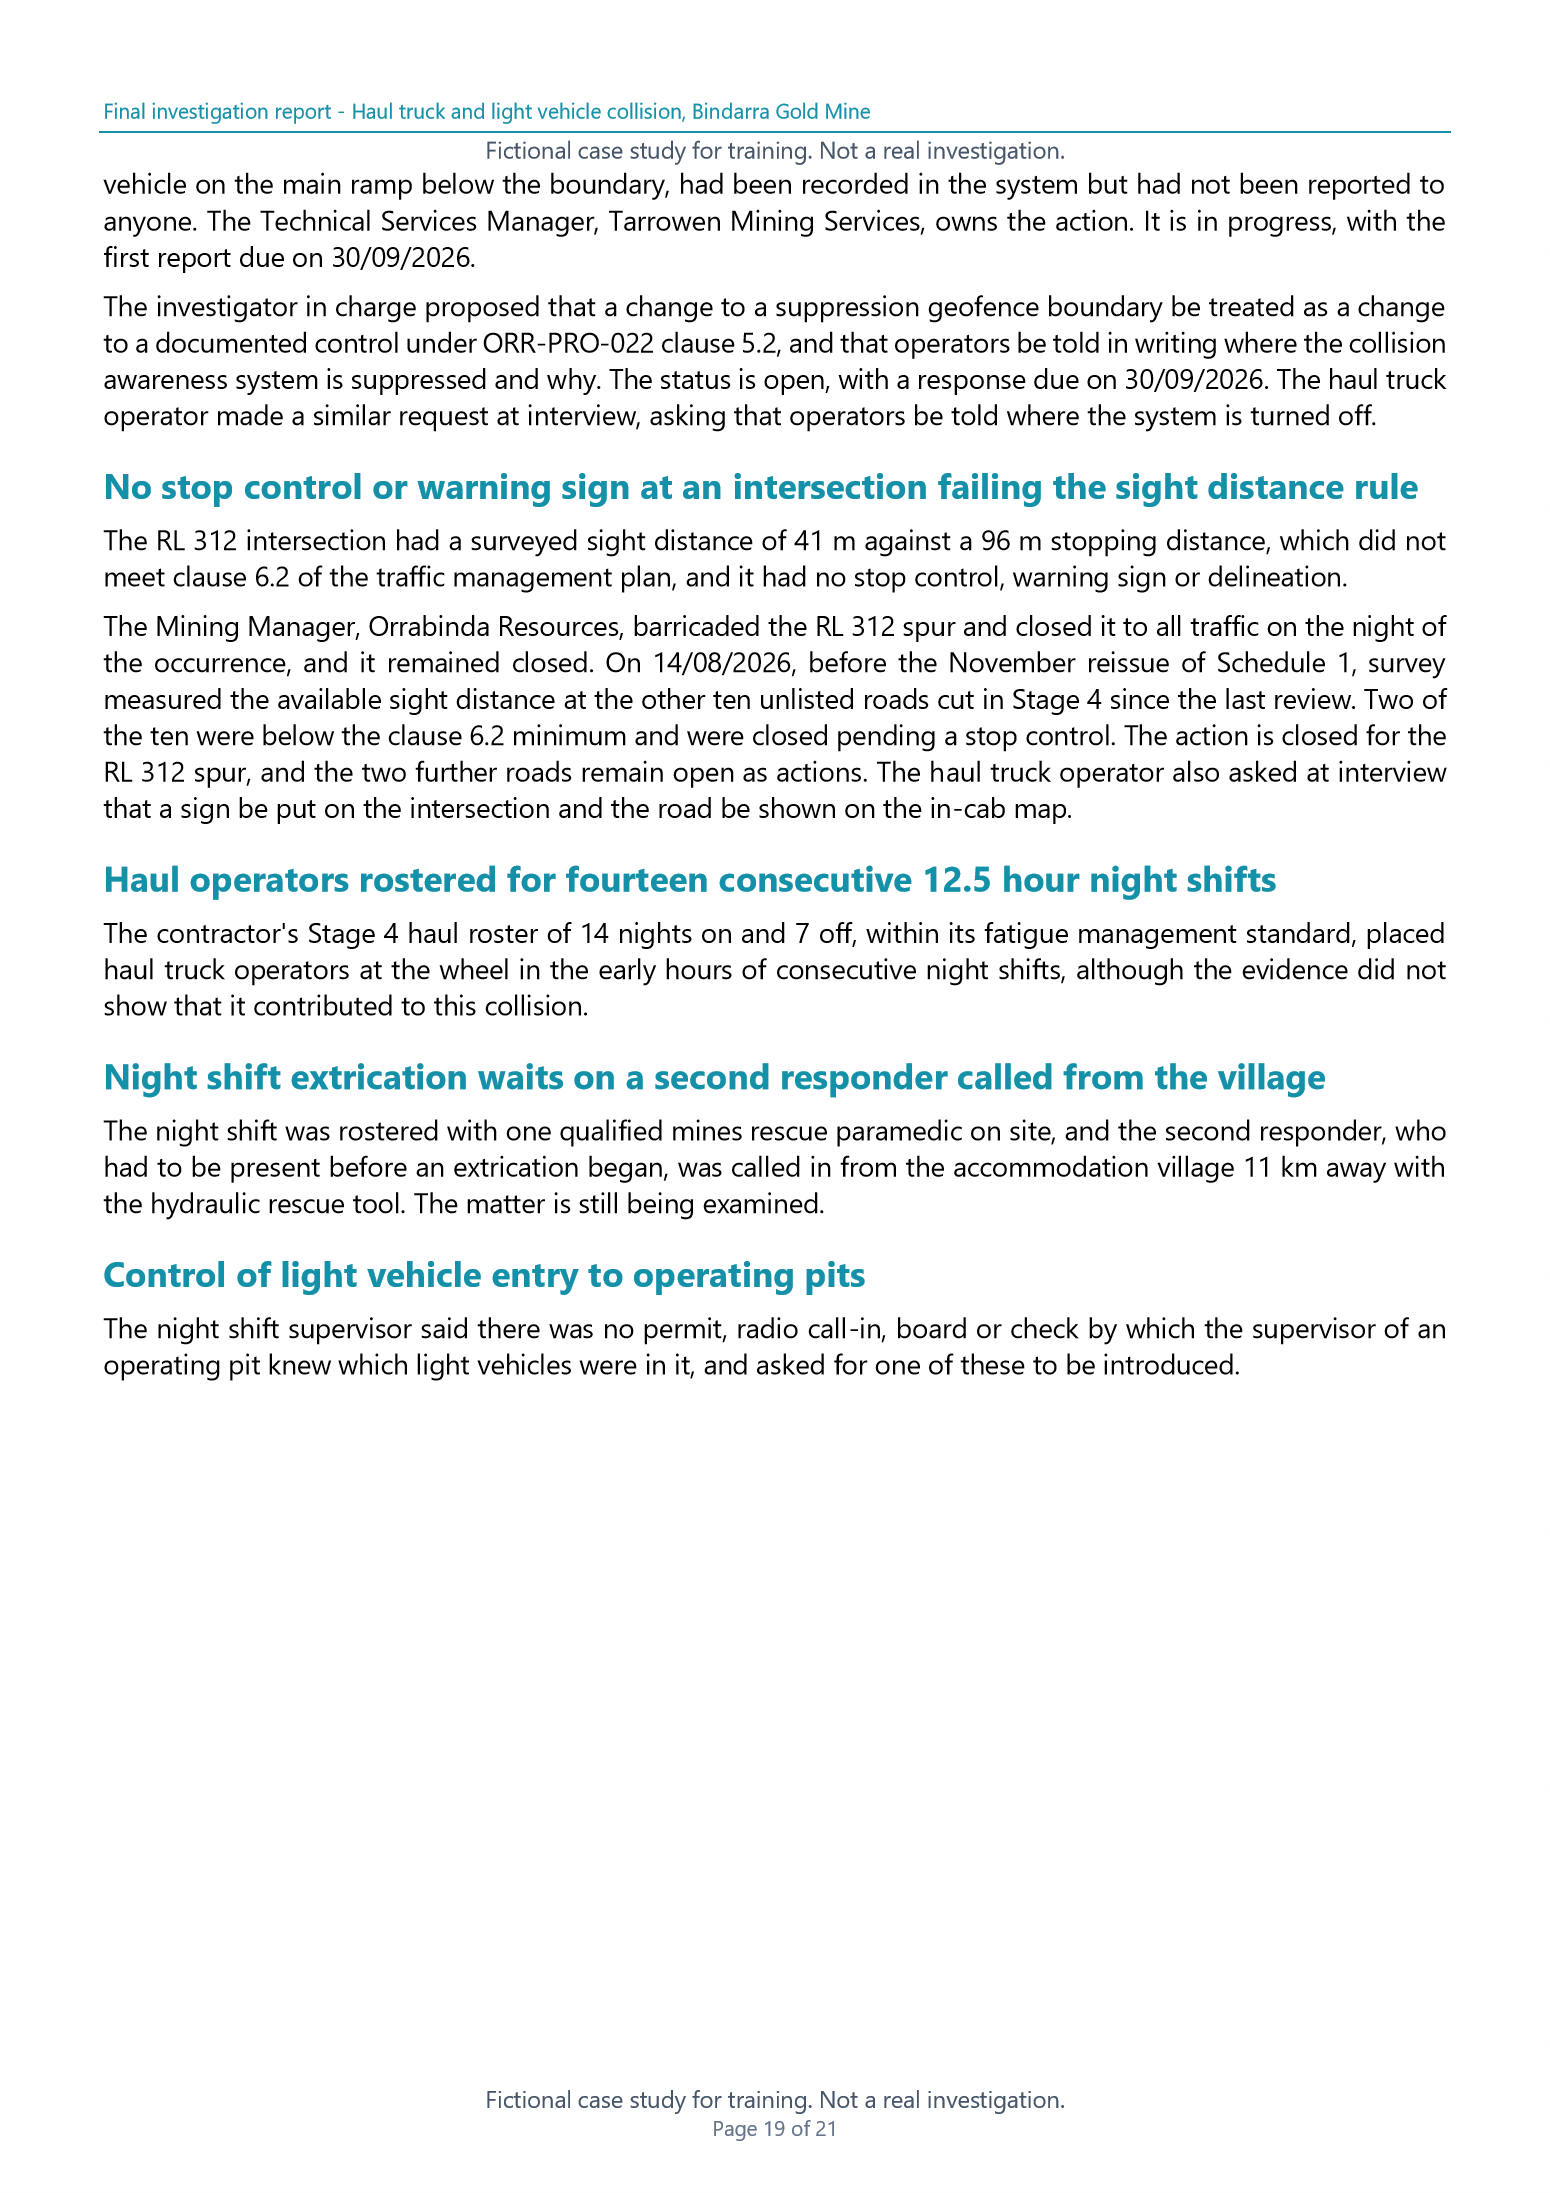 Final investigation report - Haul truck and light vehicle collision, Bindarra Gold Mine
Fictional case study for training. Not a real investigation.
vehicle on the main ramp below the boundary, had been recorded in the system but had not been reported to
anyone. The Technical Services Manager, Tarrowen Mining Services, owns the action. It is in progress, with the
first report due on 30/09/2026.
The investigator in charge proposed that a change to a suppression geofence boundary be treated as a change
to a documented control under ORR-PRO-022 clause 5.2, and that operators be told in writing where the collision
awareness system is suppressed and why. The status is open, with a response due on 30/09/2026. The haul truck
operator made a similar request at interview, asking that operators be told where the system is turned off.
No stop control or warning sign at an intersection failing the sight distance rule
The RL 312 intersection had a surveyed sight distance of 41 m against a 96 m stopping distance, which did not
meet clause 6.2 of the traffic management plan, and it had no stop control, warning sign or delineation.
The Mining Manager, Orrabinda Resources, barricaded the RL 312 spur and closed it to all traffic on the night of
the occurrence, and it remained closed. On 14/08/2026, before the November reissue of Schedule 1, survey
measured the available sight distance at the other ten unlisted roads cut in Stage 4 since the last review. Two of
the ten were below the clause 6.2 minimum and were closed pending a stop control. The action is closed for the
RL 312 spur, and the two further roads remain open as actions. The haul truck operator also asked at interview
that a sign be put on the intersection and the road be shown on the in-cab map.
Haul operators rostered for fourteen consecutive 12.5 hour night shifts
The contractor's Stage 4 haul roster of 14 nights on and 7 off, within its fatigue management standard, placed
haul truck operators at the wheel in the early hours of consecutive night shifts, although the evidence did not
show that it contributed to this collision.
Night shift extrication waits on a second responder called from the village
The night shift was rostered with one qualified mines rescue paramedic on site, and the second responder, who
had to be present before an extrication began, was called in from the accommodation village 11 km away with
the hydraulic rescue tool. The matter is still being examined.
Control of light vehicle entry to operating pits
The night shift supervisor said there was no permit, radio call-in, board or check by which the supervisor of an
operating pit knew which light vehicles were in it, and asked for one of these to be introduced.
Fictional case study for training. Not a real investigation.
Page 19 of 21